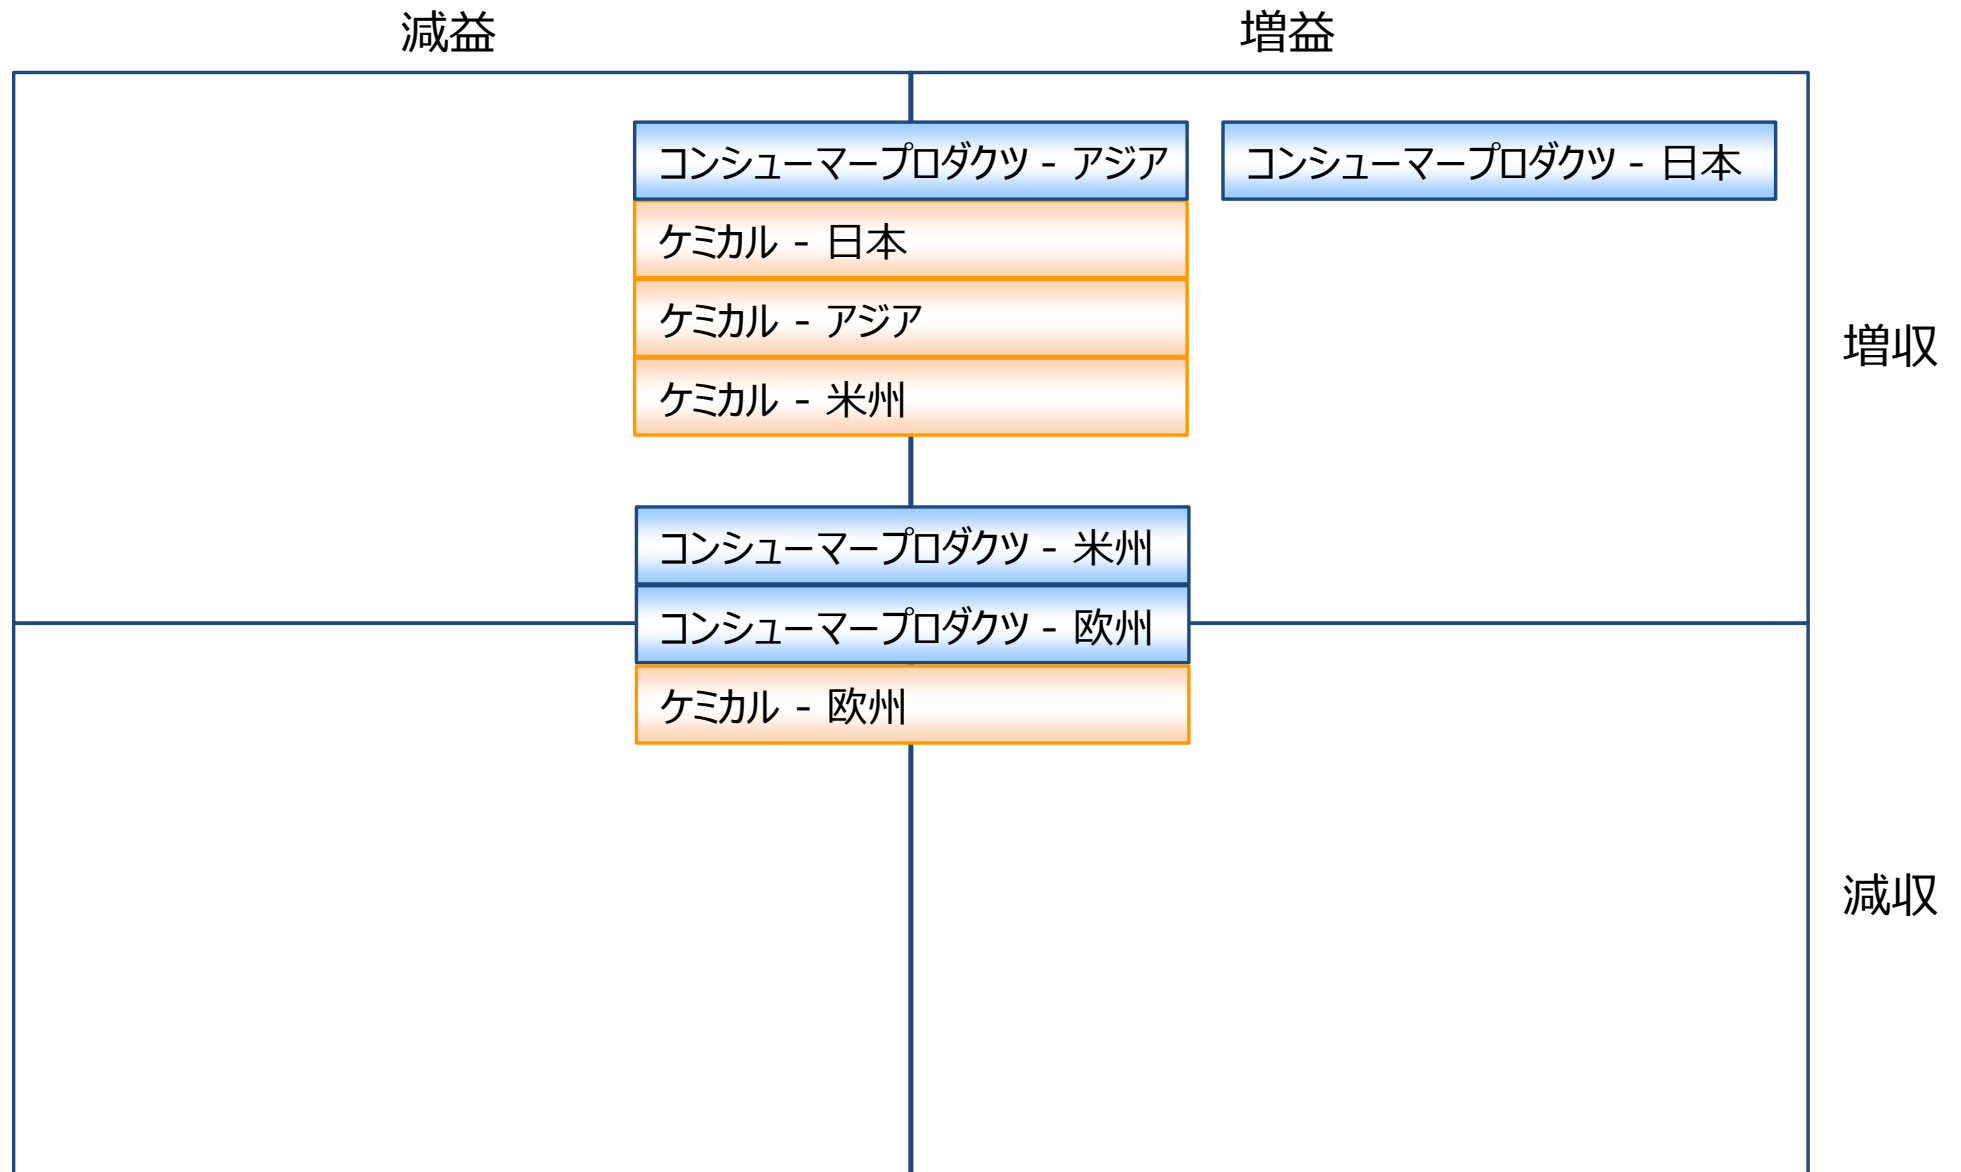 減益
増益
コンシューマープロダクツ - アジア
コンシューマープロダクツ - 日本
ケミカル - 日本
ケミカル - アジア
増収
ケミカル - 米州
コンシューマープロダクツ - 米州
コンシューマープロダクツ - 欧州
ケミカル - 欧州
減収